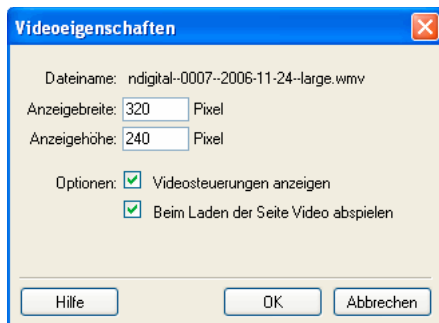 Videoeigenschaften
Dateiname: ndigital--0007--2006-11-24--large.wmv
Anzeigebreite: 320 Pixel
Anzeigehöhe: 240 Pixel
Optionen: Videosteuerungen anzeigen
Beim Laden der Seite Video abspielen
Hilfe OK Abbrechen